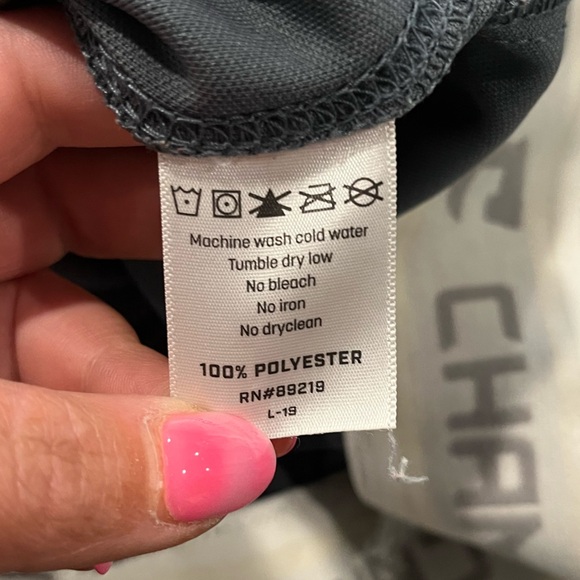 Machine wash cold water
Tumble dry low
No bleach
No iron
No dryclean
100% POLYESTER
RN#89219
L-19